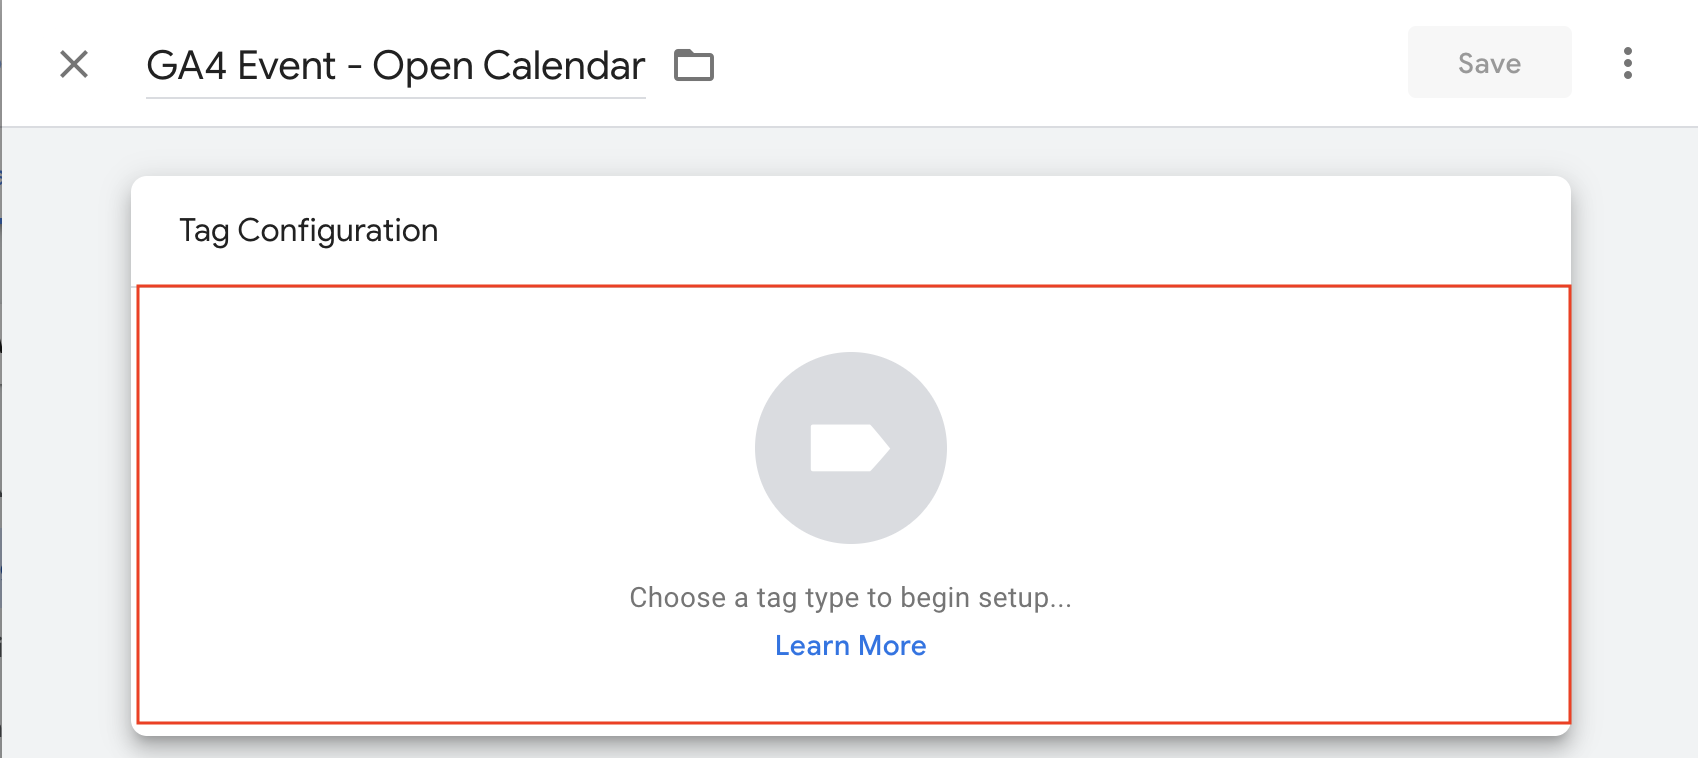 GA4 Event - Open Calendar
Save
Tag Configuration
Choose a tag type to begin setup...
Learn More